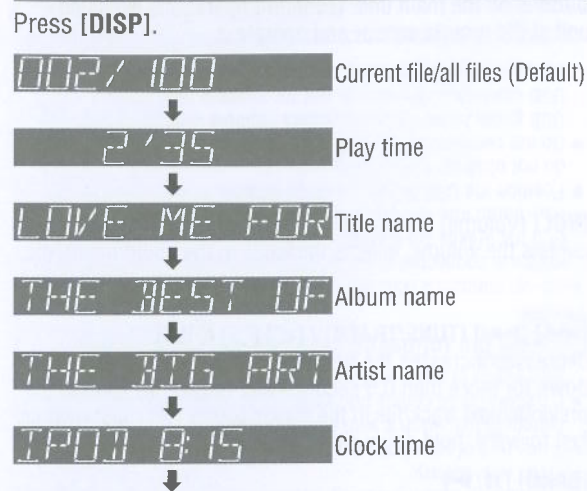 Press [DISP].
002/ 100 Current file/all files (Default)
2'35 Play time
LOVE ME FOR Title name
THE BEST OF Album name
THE BIG ART Artist name
IPOD 8:15 Clock time